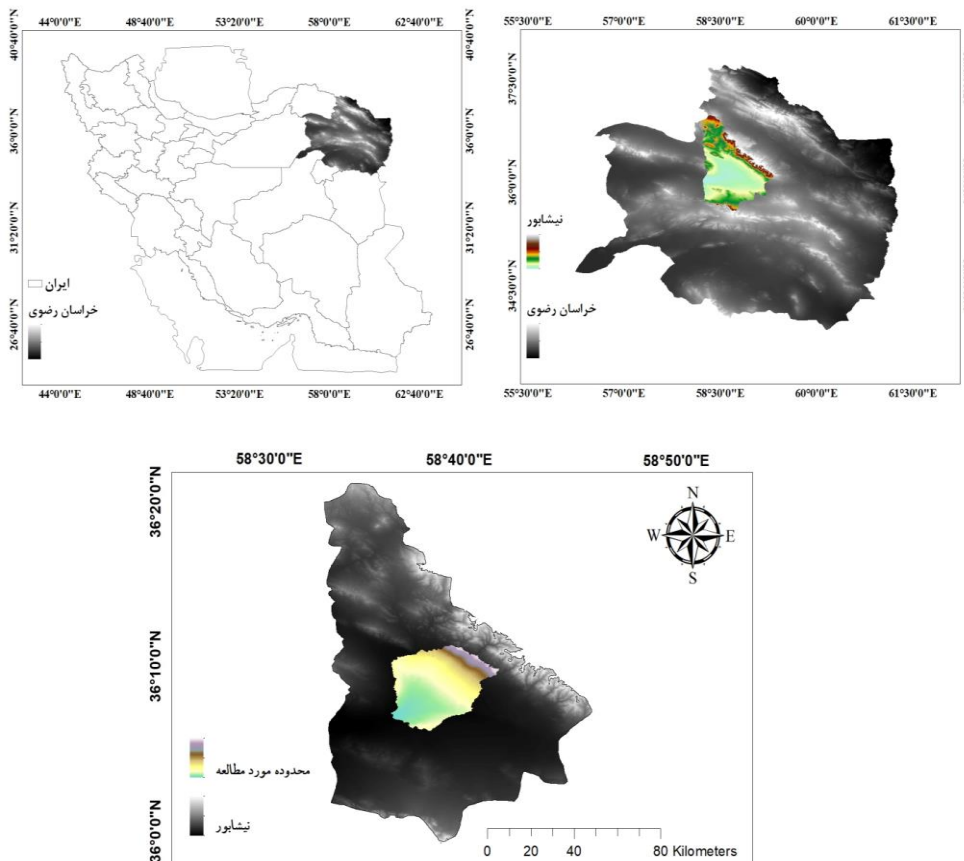 44°0'0"E 48°40'0"E 53°20'0"E 58°0'0"E 62°40'0"E
40°40'0"N
36°0'0"N
31°20'0"N
26°40'0"N
40°40'0"N
36°0'0"N
31°20'0"N
26°40'0"N
ایران
خراسان رضوی
44°0'0"E 48°40'0"E 53°20'0"E 58°0'0"E 62°40'0"E
55°30'0"E 57°0'0"E 58°30'0"E 60°0'0"E 61°30'0"E
37°30'0"N
36°0'0"N
34°30'0"N
نیشابور
خراسان رضوی
55°30'0"E 57°0'0"E 58°30'0"E 60°0'0"E 61°30'0"E
58°30'0"E 58°40'0"E 58°50'0"E
36°20'0"N
36°10'0"N
36°0'0"N
N
W E
S
محدوده مورد مطالعه
نیشابور
0 20 40 80 Kilometers